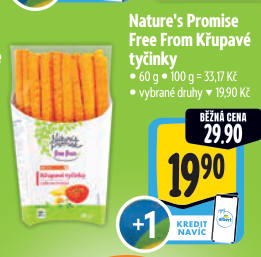 Nature's Promise
Free From Křupavé
tyčinky
• 60 g • 100 g = 33,17 Kč
• vybrané druhy ▾ 19,90 Kč
BĚŽNÁ CENA
29,90
19 90
nature's
promise
Free From
Křupavé tyčinky
+1
KREDIT
NAVÍC
albert